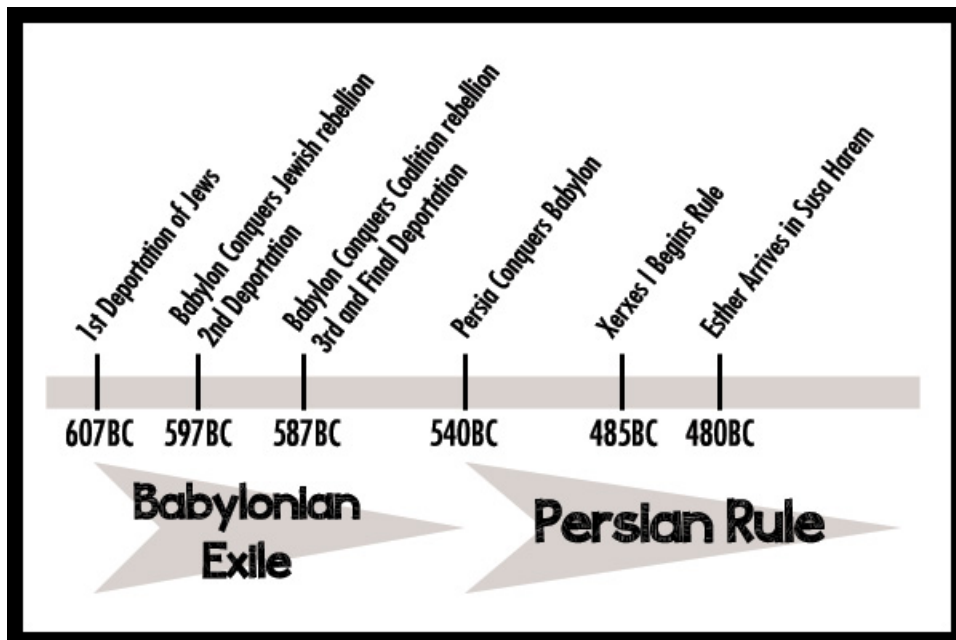 1st Deportation of Jews
Babylon Conquers Jewish rebellion
2nd Deportation
Babylon Conquers Coalition rebellion
3rd and Final Deportation
Persia Conquers Babylon
Xerxes I Begins Rule
Esther Arrives in Susa Harem
607BC
597BC
587BC
540BC
485BC
480BC
Babylonian
Exile
Persian Rule